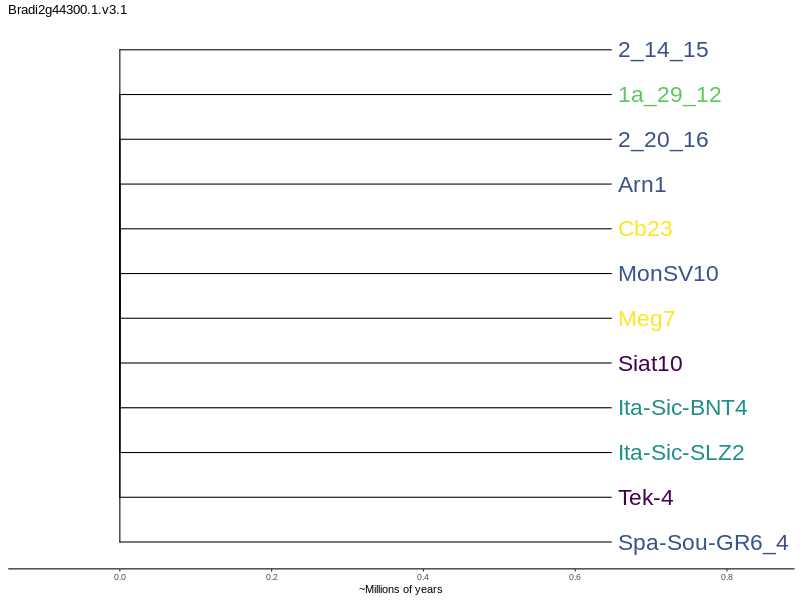 Bradi2g44300.1.v3.1
2_14_15
1a_29_12
2_20_16
Arn1
Cb23
MonSV10
Meg7
Siat10
Ita-Sic-BNT4
Ita-Sic-SLZ2
Tek-4
Spa-Sou-GR6_4
0.0 0.2 0.4 0.6 0.8
~Millions of years